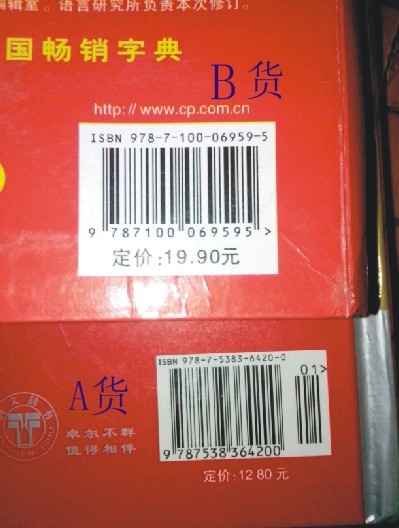 编辑室。语言研究所负责本次修订。
国畅销字典
B货
http://www.cp.com.cn
ISBN 978-7-100-06959-5
9 787100 069595 >
定价:19.90元
ISBN 978-7-5383-6420-0
01>
A货
卓尔不群
值得相伴
9 787538 364200
定价:12 80 元